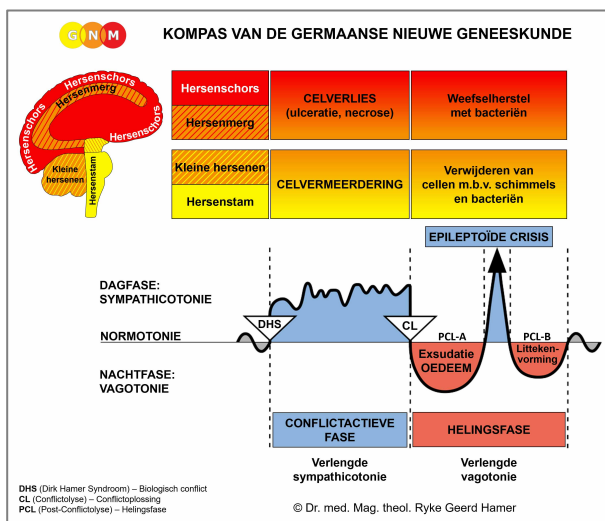 G N M
KOMPAS VAN DE GERMAANSE NIEUWE GENEESKUNDE
Hersenschors
Hersenmerg
Hersenschors
Hersenschors
Kleine hersenen
Hersenstam
Hersenschors
CELVERLIES
(ulceratie, necrose)
Weefselherstel
met bacteriën
Hersenmerg
Kleine hersenen
CELVERMEERDERING
Verwijderen van
cellen m.b.v. schimmels
en bacteriën
Hersenstam
EPILEPTOÏDE CRISIS
DAGFASE:
SYMPATHICOTONIE
DHS
CL
NORMOTONIE
PCL-A
PCL-B
Exsudatie
OEDEEM
Litteken-
vorming
NACHTFASE:
VAGOTONIE
CONFLICTACTIEVE
FASE
HELINGSFASE
Verlengde
sympathicotonie
Verlengde
vagotonie
DHS (Dirk Hamer Syndroom) – Biologisch conflict
CL (Conflictolyse) – Conflictoplossing
PCL (Post-Conflictolyse) – Helingsfase
© Dr. med. Mag. theol. Ryke Geerd Hamer